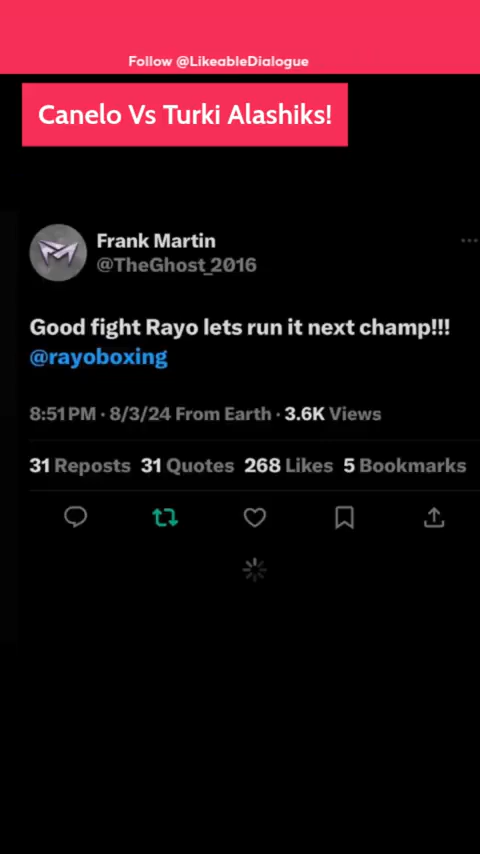 Follow @LikeableDialogue
Canelo Vs Turki Alashiks!
Frank Martin
@TheGhost_2016
Good fight Rayo lets run it next champ!!!
@rayoboxing
8:51 PM · 8/3/24 From Earth · 3.6K Views
31 Reposts 31 Quotes 268 Likes 5 Bookmarks